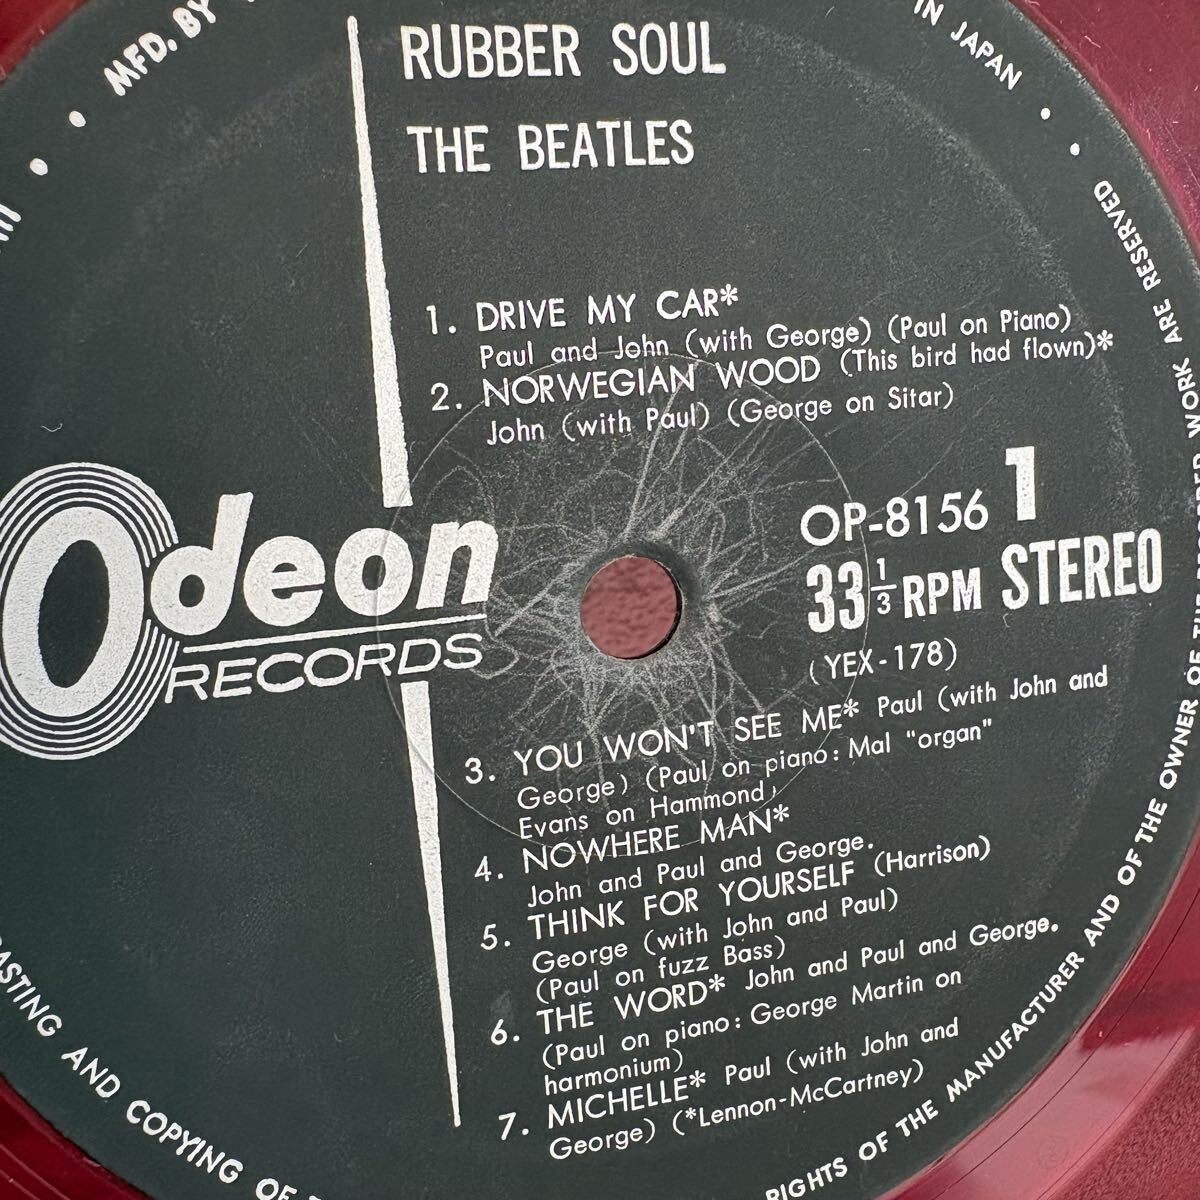 RUBBER SOUL
THE BEATLES
1. DRIVE MY CAR*
Paul and John (with George) (Paul on Piano)
2. NORWEGIAN WOOD (This bird had flown)*
John (with Paul) (George on Sitar)
Odeon
RECORDS
OP-8156 1
33 1/3 RPM STEREO
(YEX-178)
3. YOU WON'T SEE ME* Paul (with John and
George) (Paul on piano: Mal "organ"
Evans on Hammond)
4. NOWHERE MAN*
John and Paul and George.
5. THINK FOR YOURSELF (Harrison)
George (with John and Paul)
(Paul on fuzz Bass)
6. THE WORD* John and Paul and George.
(Paul on piano: George Martin on
harmonium)
7. MICHELLE* Paul (with John and
George) (*Lennon-McCartney)
MFD. BY
IN JAPAN
RIGHTS OF THE MANUFACTURER AND OF THE OWNER OF THE WORK ARE RESERVED
AND COPYING OF